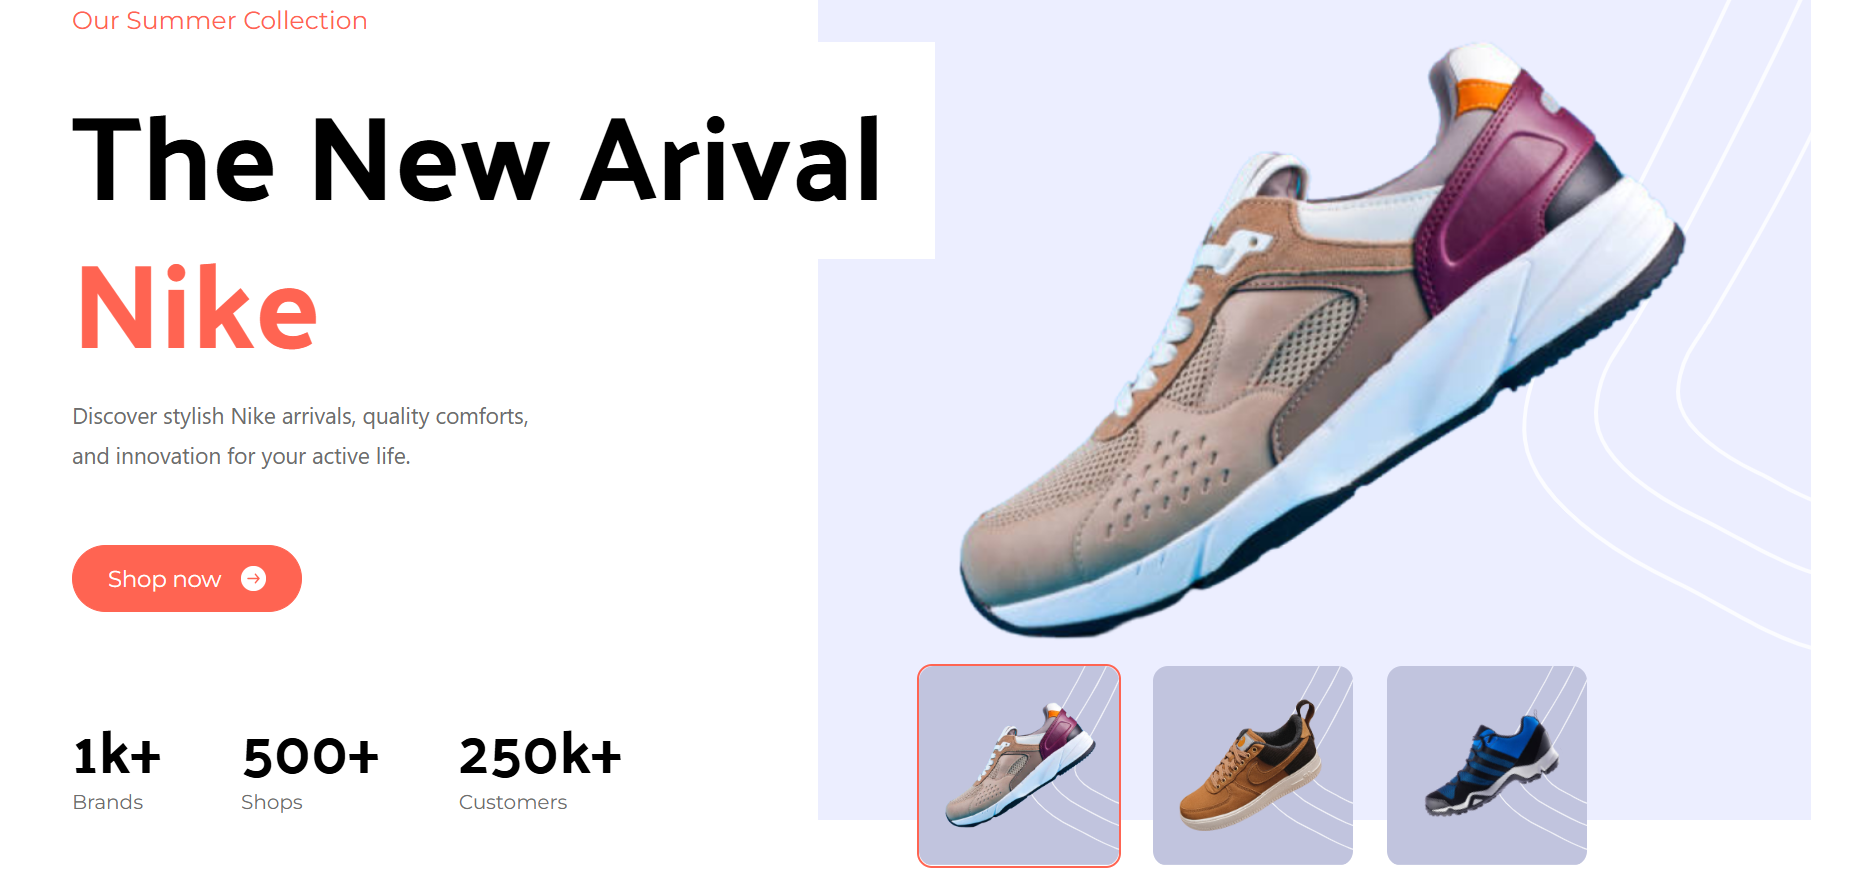 Our Summer Collection
The New Arival
Nike
Discover stylish Nike arrivals, quality comforts,
and innovation for your active life.
Shop now
1k+
Brands
500+
Shops
250k+
Customers